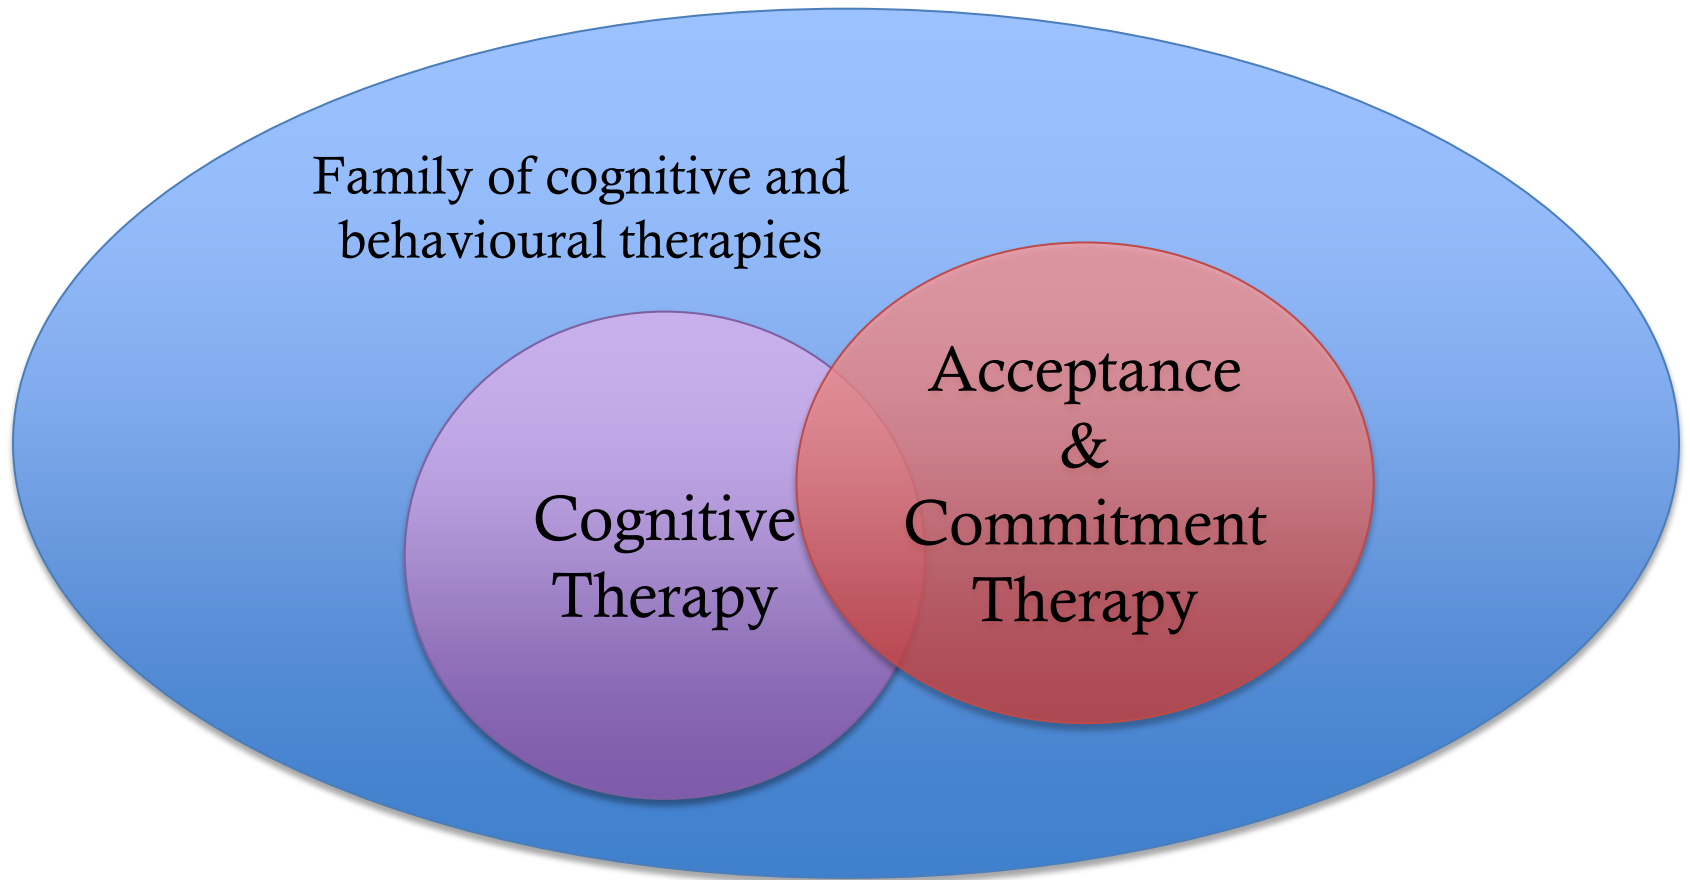 Family of cognitive and
behavioural therapies
Cognitive
Therapy
Acceptance
&
Commitment
Therapy